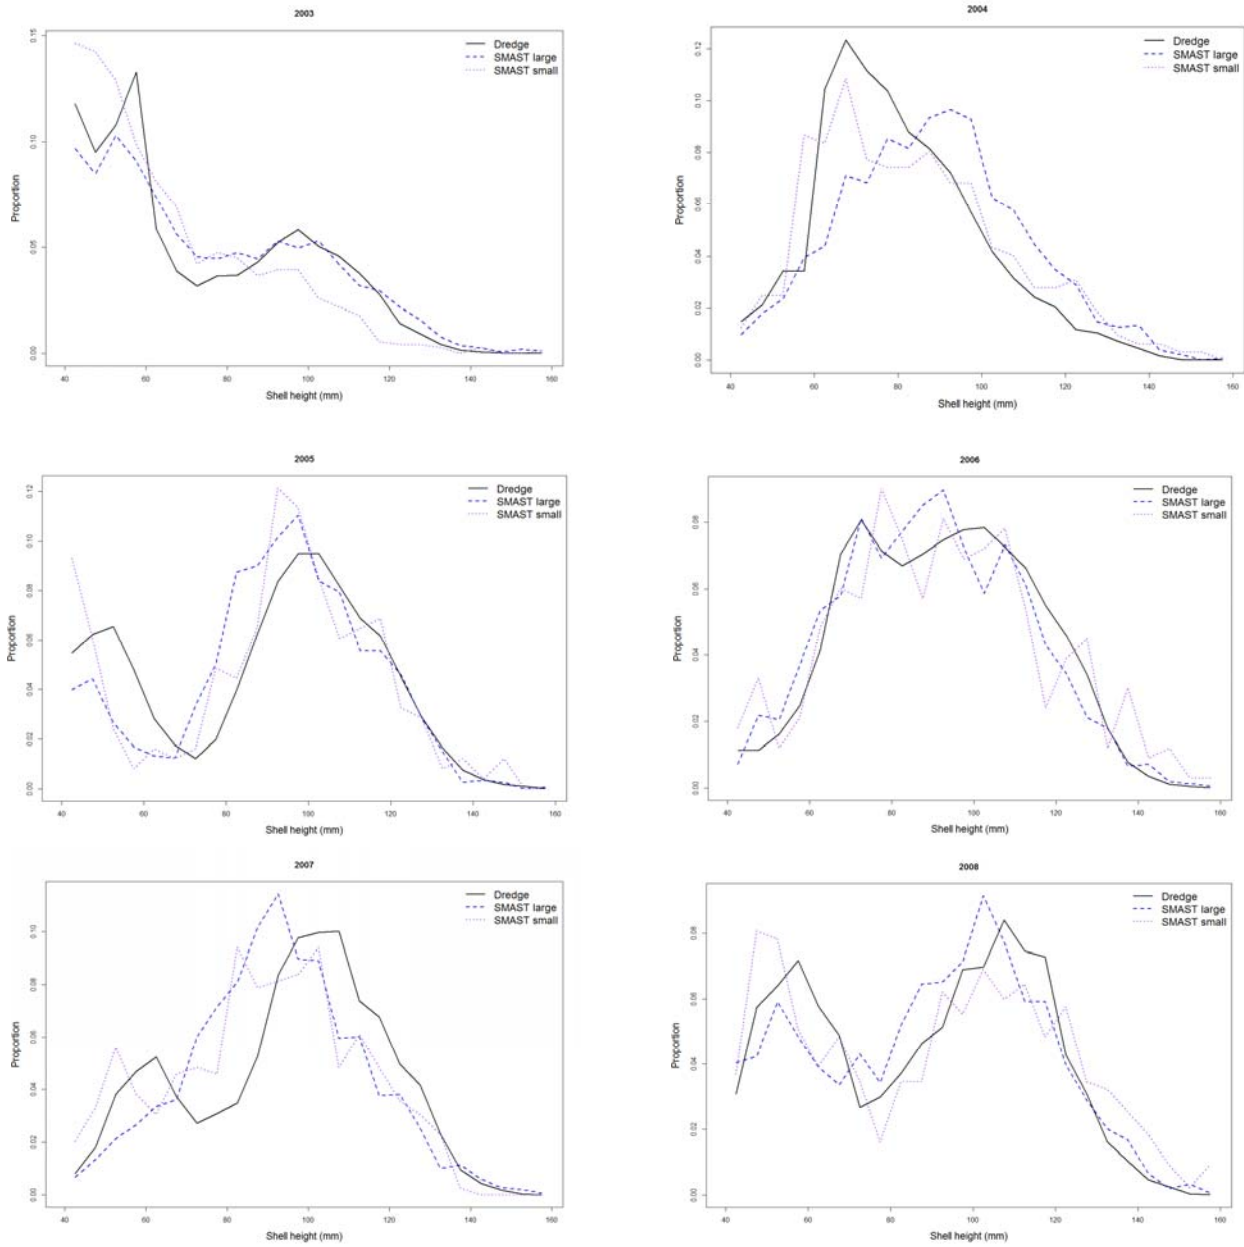 2003
Dredge
SMAST large
SMAST small
Proportion
0.00 0.05 0.10 0.15
40 60 80 100 120 140 160
Shell height (mm)
2004
Dredge
SMAST large
SMAST small
Proportion
0.00 0.02 0.04 0.06 0.08 0.10 0.12
40 60 80 100 120 140 160
Shell height (mm)
2005
Dredge
SMAST large
SMAST small
Proportion
0.00 0.02 0.04 0.06 0.08 0.10 0.12
40 60 80 100 120 140 160
Shell height (mm)
2006
Dredge
SMAST large
SMAST small
Proportion
0.00 0.02 0.04 0.06 0.08
40 60 80 100 120 140 160
Shell height (mm)
2007
Dredge
SMAST large
SMAST small
Proportion
0.00 0.02 0.04 0.06 0.08 0.10
40 60 80 100 120 140 160
Shell height (mm)
2008
Dredge
SMAST large
SMAST small
Proportion
0.00 0.02 0.04 0.06 0.08
40 60 80 100 120 140 160
Shell height (mm)